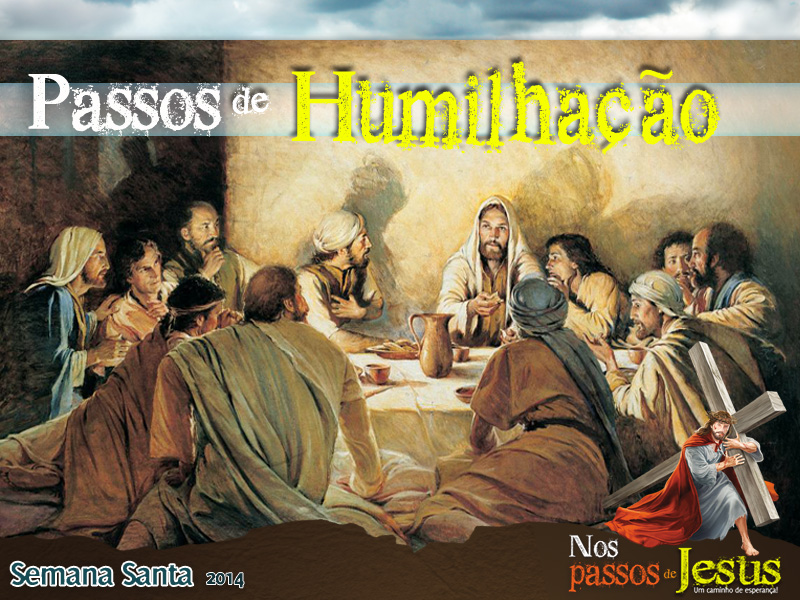 Passos de Humilhação
Semana Santa 2014
Nos
passos de Jesus
Um caminho de esperança!